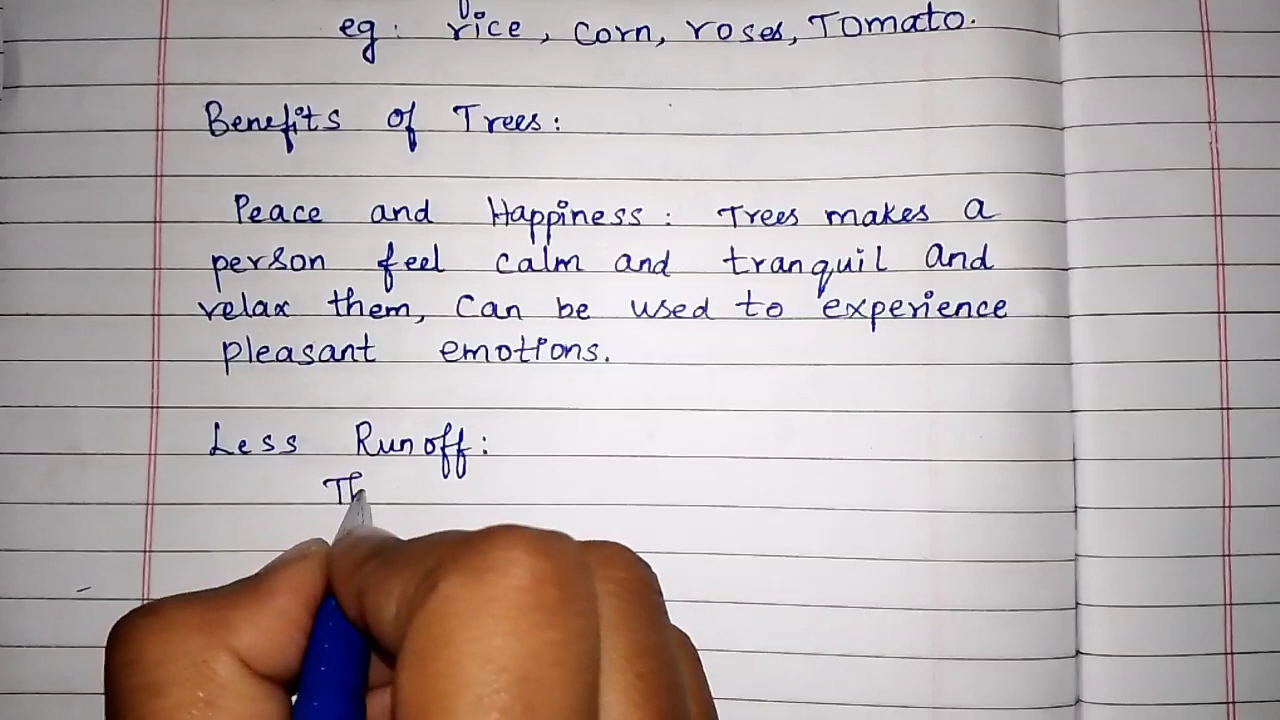 eg: rice, corn, roses, Tomato.
Benefits of Trees:
Peace and Happiness: Trees makes a
person feel calm and tranquil and
relax them, Can be used to experience
pleasant emotions.
Less Runoff:
Th